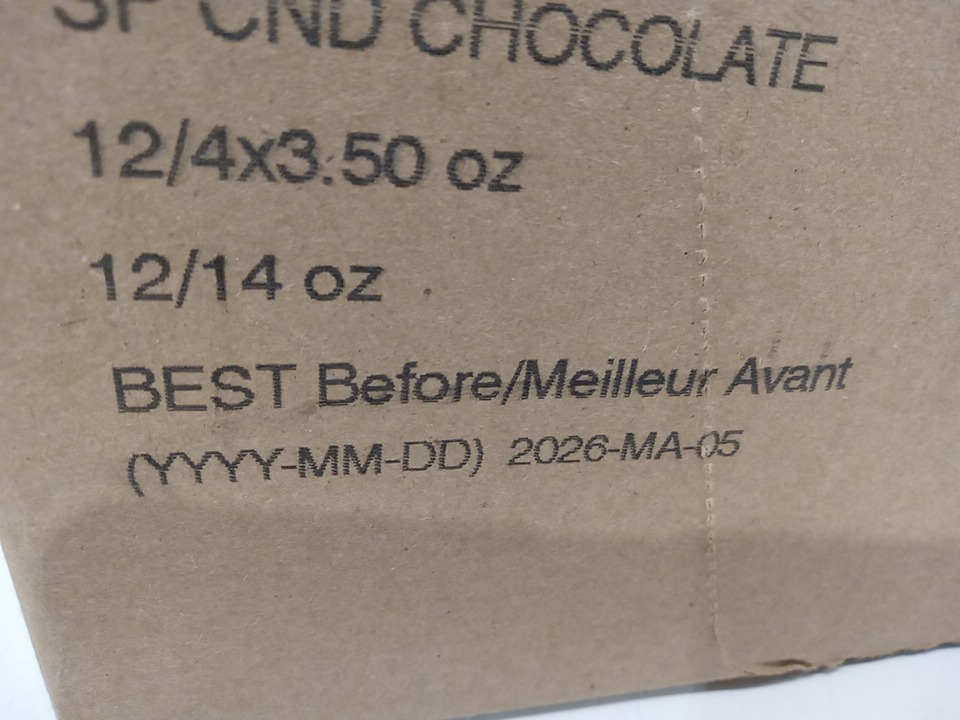 SP CND CHOCOLATE
12/4x3.50 oz
12/14 oz
BEST Before/Meilleur Avant
(YYYY-MM-DD) 2026-MA-05